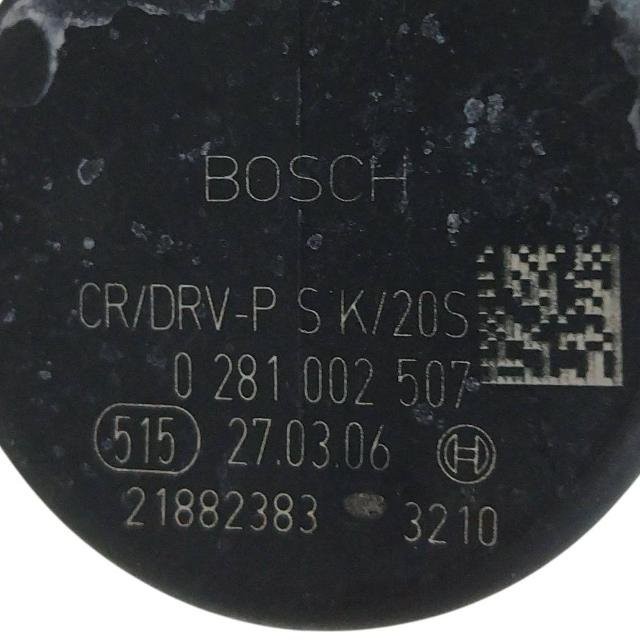 BOSCH
CR/DRV-P S K/20S
0 281 002 507
515 27.03.06 H
21882383 3210